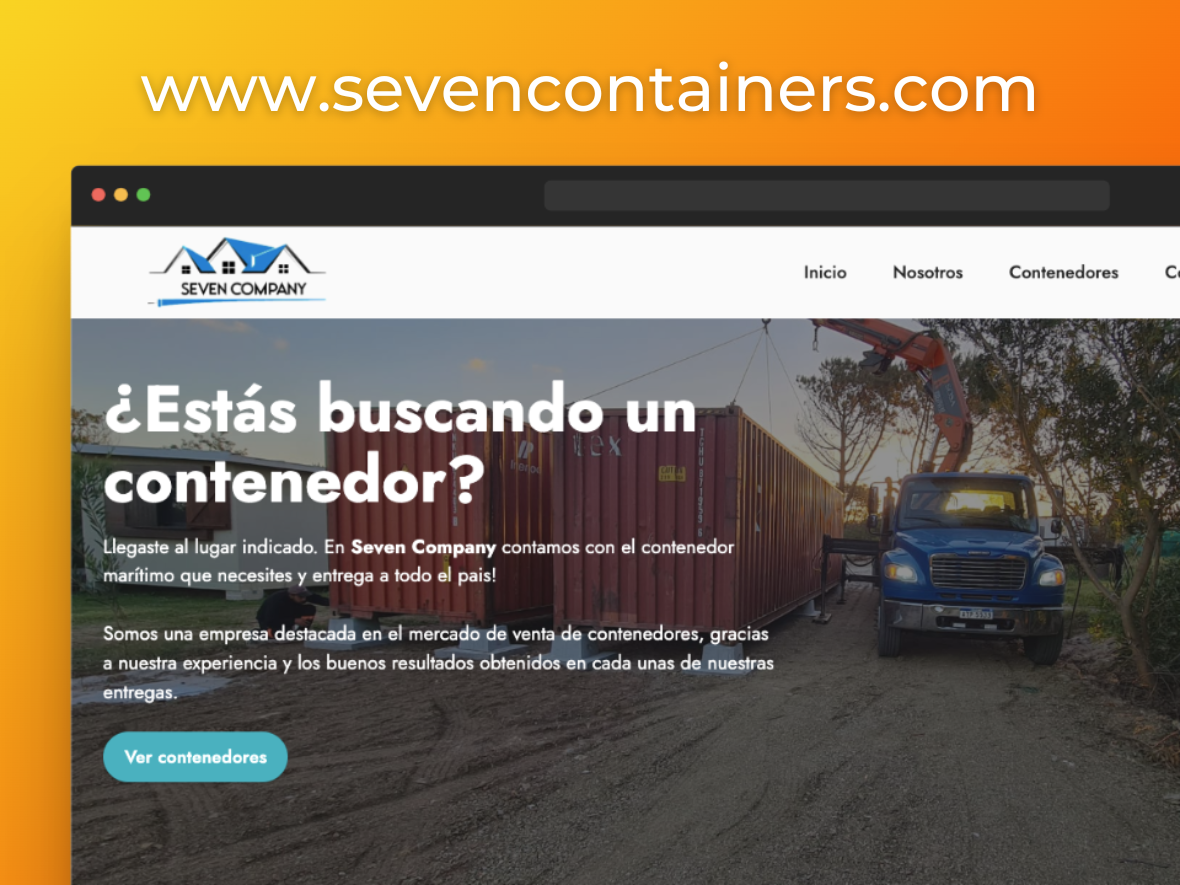 www.sevencontainers.com
SEVEN COMPANY
Inicio Nosotros Contenedores
¿Estás buscando un
contenedor?
Llegaste al lugar indicado. En Seven Company contamos con el contenedor
marítimo que necesites y entrega a todo el pais!
Somos una empresa destacada en el mercado de venta de contenedores, gracias
a nuestra experiencia y los buenos resultados obtenidos en cada unas de nuestras
entregas.
Ver contenedores